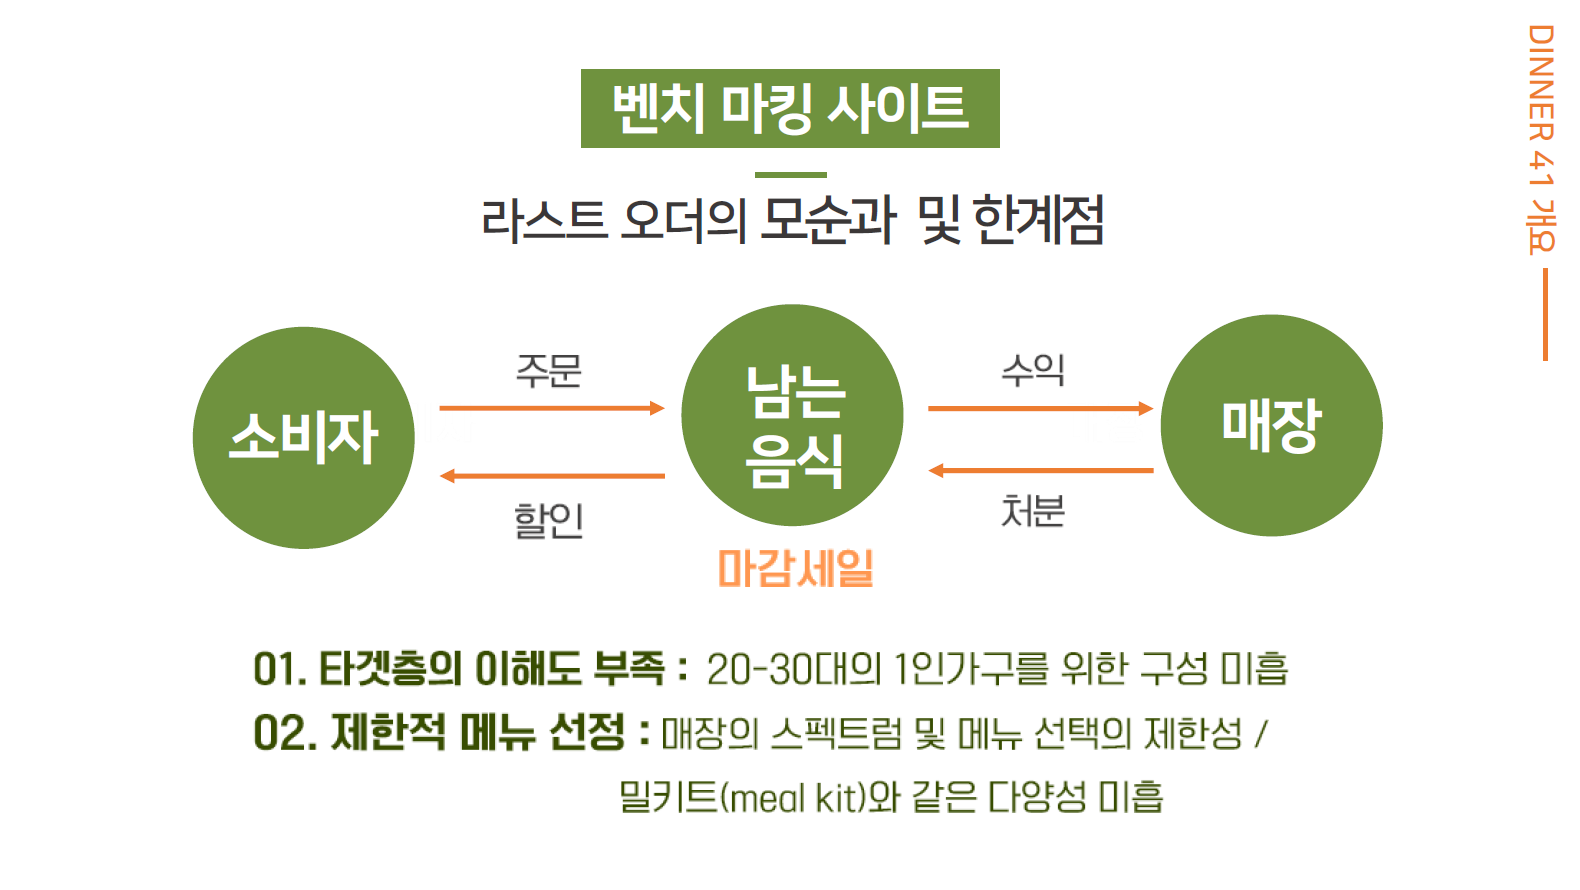 벤치 마킹 사이트
라스트 오더의 모순과 및 한계점
DINNER 41 개요
소비자
주문
할인
남는
음식
마감세일
수익
처분
매장
01. 타겟층의 이해도 부족 : 20-30대의 1인가구를 위한 구성 미흡
02. 제한적 메뉴 선정 : 매장의 스펙트럼 및 메뉴 선택의 제한성 /
밀키트(meal kit)와 같은 다양성 미흡